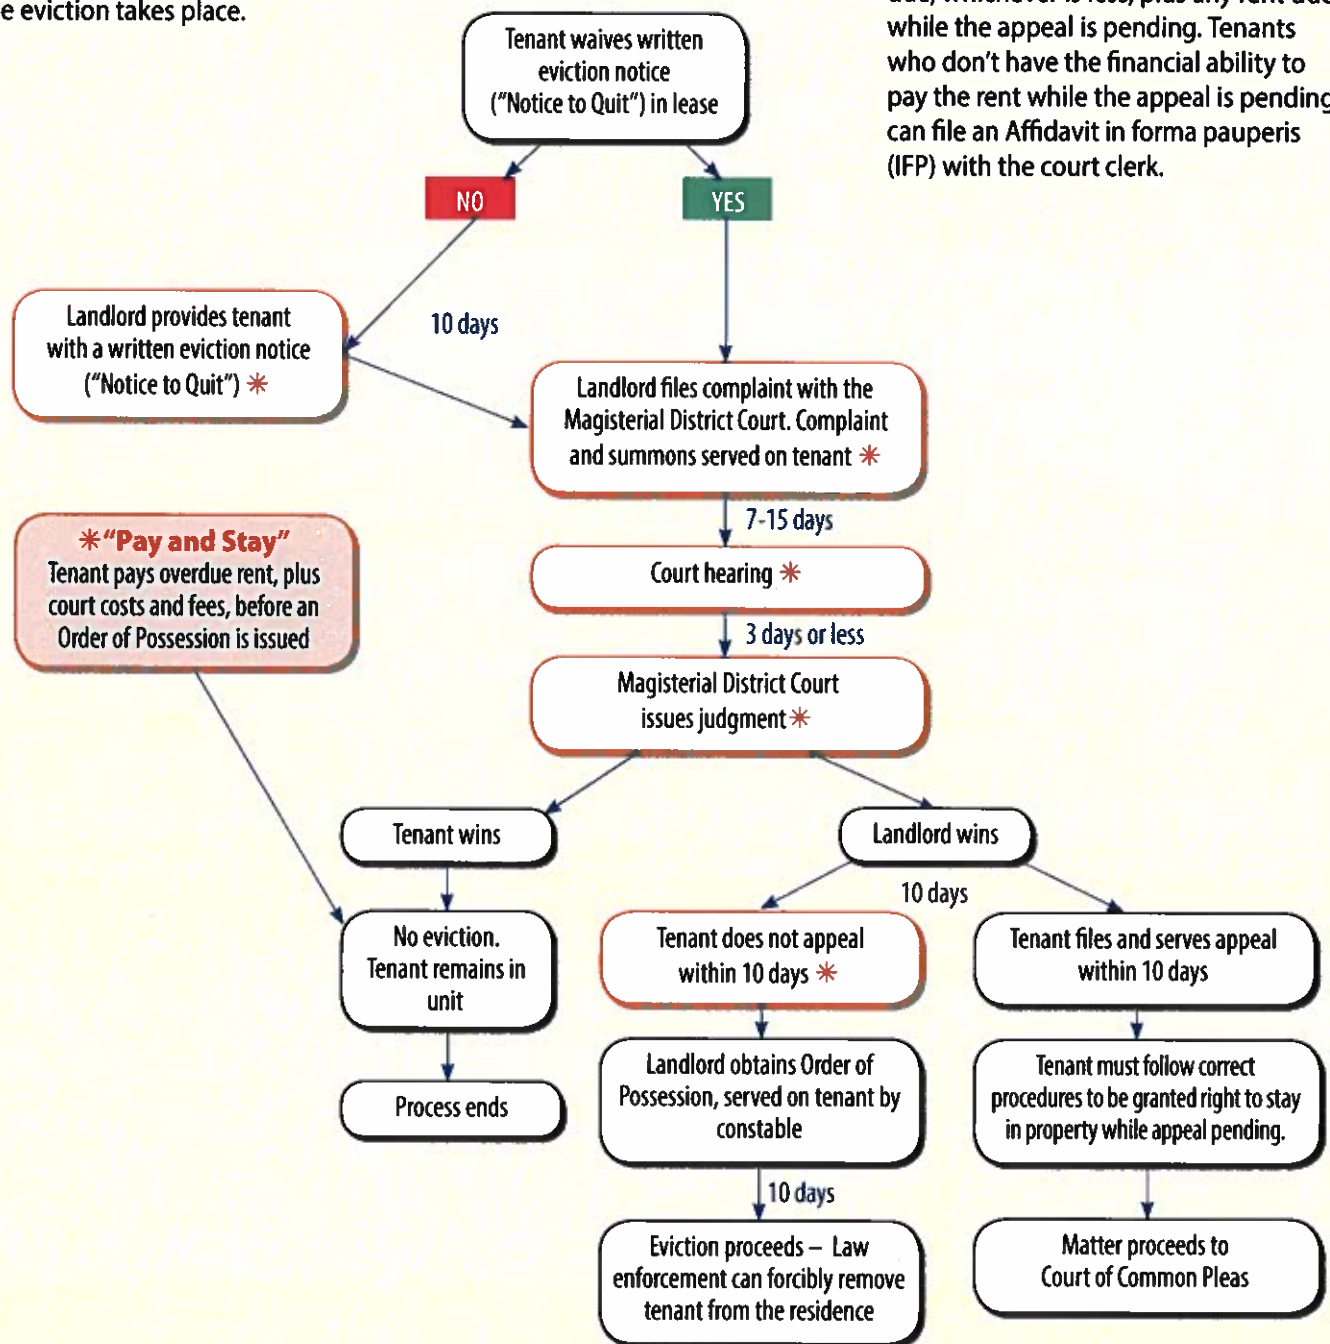 e eviction takes place.
while the appeal is pending. Tenants
who don't have the financial ability to
pay the rent while the appeal is pending
can file an Affidavit in forma pauperis
(IFP) with the court clerk.
Tenant waives written
eviction notice
("Notice to Quit") in lease
NO
YES
Landlord provides tenant
with a written eviction notice
("Notice to Quit") *
10 days
Landlord files complaint with the
Magisterial District Court. Complaint
and summons served on tenant *
7-15 days
*"Pay and Stay"
Tenant pays overdue rent, plus
court costs and fees, before an
Order of Possession is issued
Court hearing *
3 days or less
Magisterial District Court
issues judgment *
Tenant wins
Landlord wins
10 days
No eviction.
Tenant remains in
unit
Tenant does not appeal
within 10 days *
Tenant files and serves appeal
within 10 days
Process ends
Landlord obtains Order of
Possession, served on tenant by
constable
Tenant must follow correct
procedures to be granted right to stay
in property while appeal pending.
10 days
Eviction proceeds – Law
enforcement can forcibly remove
tenant from the residence
Matter proceeds to
Court of Common Pleas